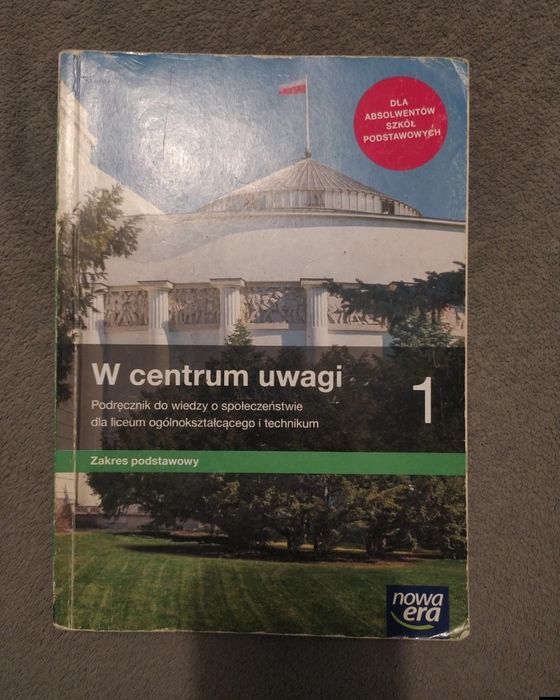 DLA
ABSOLWENTÓW
SZKÓŁ
PODSTAWOWYCH
W centrum uwagi
1
Podręcznik do wiedzy o społeczeństwie
dla liceum ogólnokształcącego i technikum
Zakres podstawowy
nowa
era